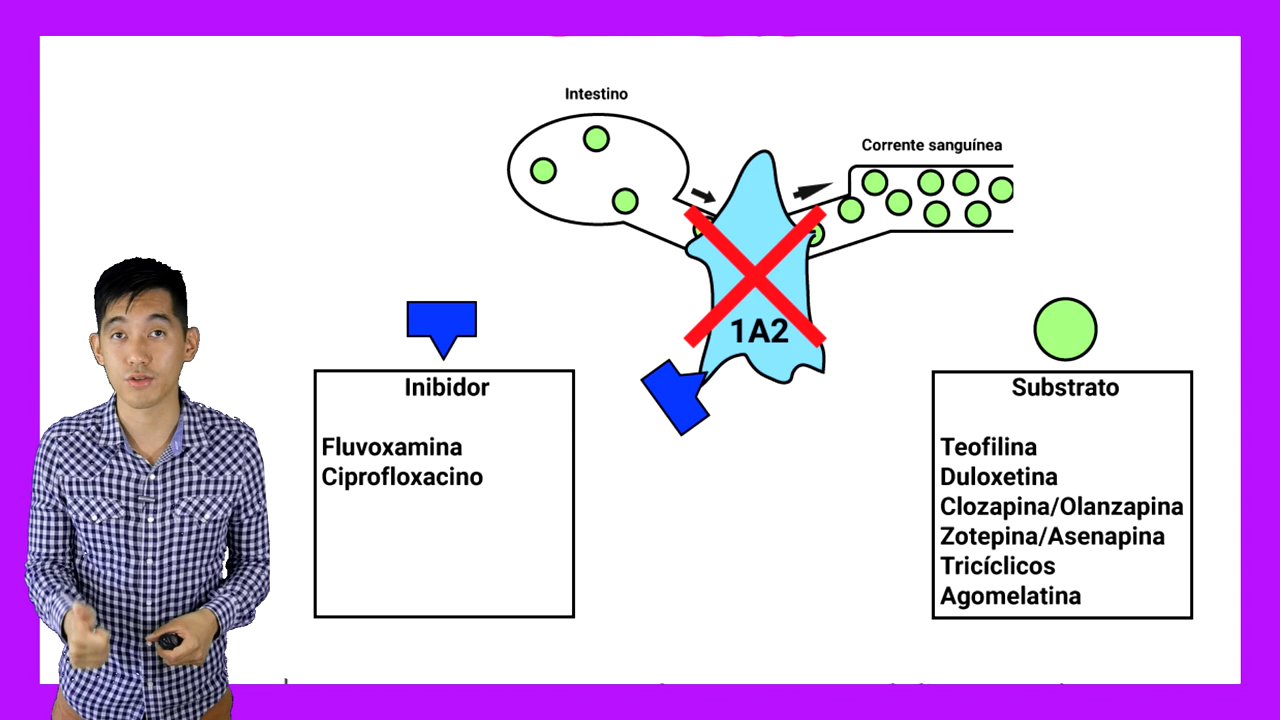 Intestino
Corrente sanguínea
1A2
Inibidor
Fluvoxamina
Ciprofloxacino
Substrato
Teofilina
Duloxetina
Clozapina/Olanzapina
Zotepina/Asenapina
Tricíclicos
Agomelatina